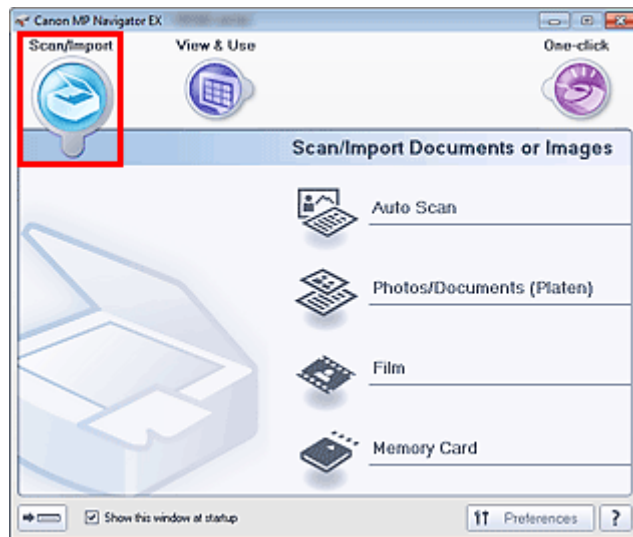 Canon MP Navigator EX
Scan/Import
View & Use
One-click
Scan/Import Documents or Images
Auto Scan
Photos/Documents (Platen)
Film
Memory Card
Show this window at startup
Preferences
?